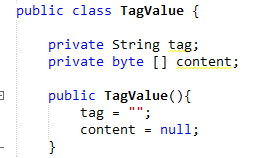 public class TagValue {
private String tag;
private byte [] content;
public TagValue(){
tag = "";
content = null;
}